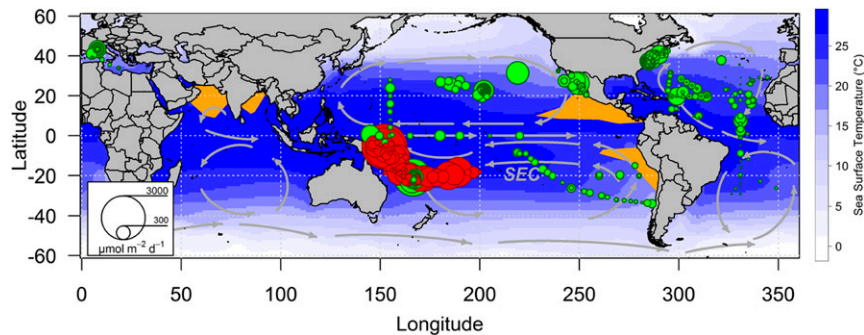 60
40
20
0
-20
-40
-60
Latitude
SEC
3000
300
µmol m⁻² d⁻¹
0 50 100 150 200 250 300 350
Longitude
25
20
15
10
5
0
Sea Surface Temperature (°C)